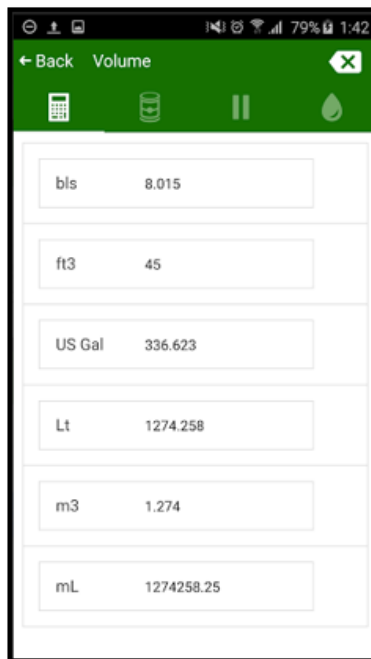 79% 1:42
← Back Volume
bls 8.015
ft3 45
US Gal 336.623
Lt 1274.258
m3 1.274
mL 1274258.25